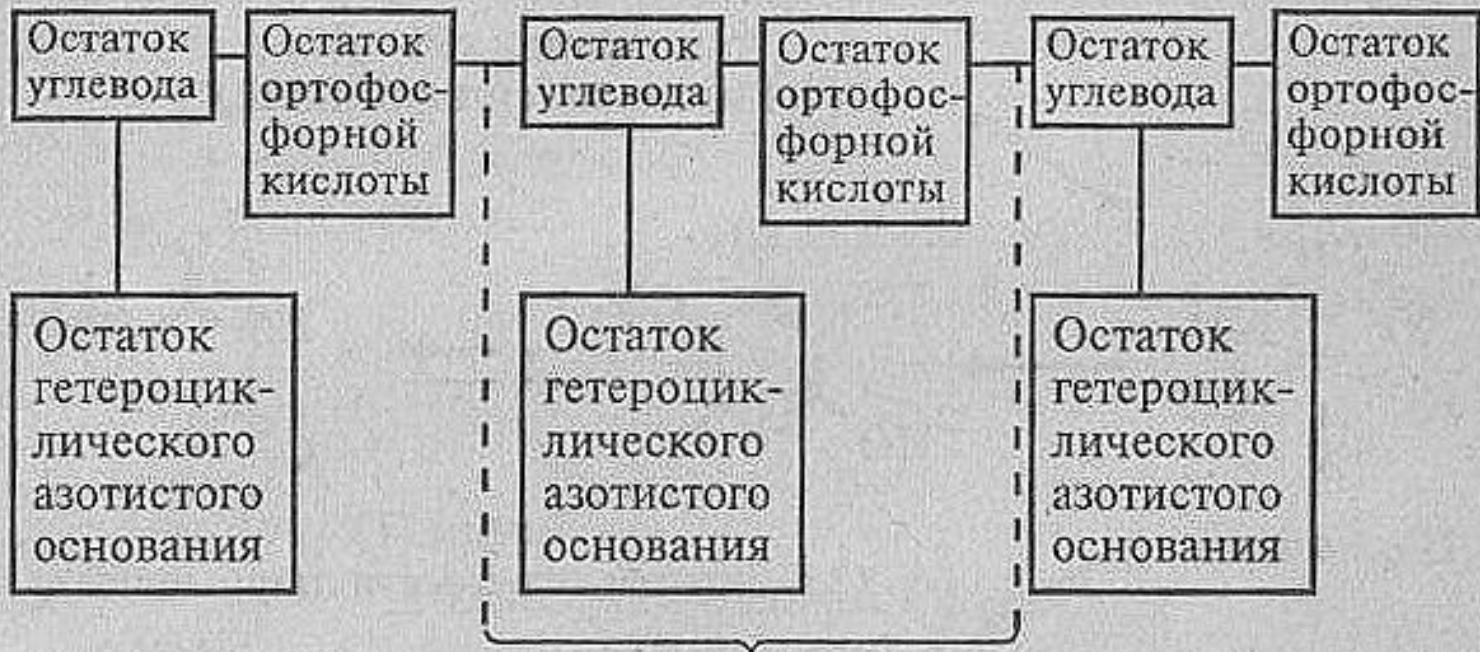 Остаток
углевода
Остаток
ортофос-
форной
кислоты
Остаток
углевода
Остаток
ортофос-
форной
кислоты
Остаток
углевода
Остаток
ортофос-
форной
кислоты
Остаток
гетероцик-
лического
азотистого
основания
Остаток
гетероцик-
лического
азотистого
основания
Остаток
гетероцик-
лического
азотистого
основания